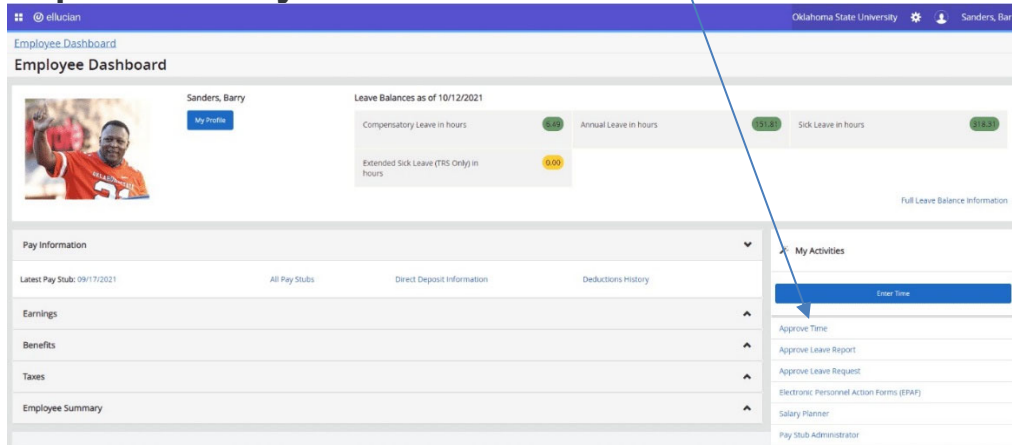 ellucian
Oklahoma State University
Sanders, Bar
Employee Dashboard
Employee Dashboard
Sanders, Barry
My Profile
Leave Balances as of 10/12/2021
Compensatory Leave in hours
6.49
Annual Leave in hours
151.81
Sick Leave in hours
318.31
Extended Sick Leave (TRS Only) in
hours
0.00
Full Leave Balance Information
Pay Information
Latest Pay Stub: 09/17/2021
All Pay Stubs
Direct Deposit Information
Deductions History
Earnings
Benefits
Taxes
Employee Summary
My Activities
Enter Time
Approve Time
Approve Leave Report
Approve Leave Request
Electronic Personnel Action Forms (EPAF)
Salary Planner
Pay Stub Administrator